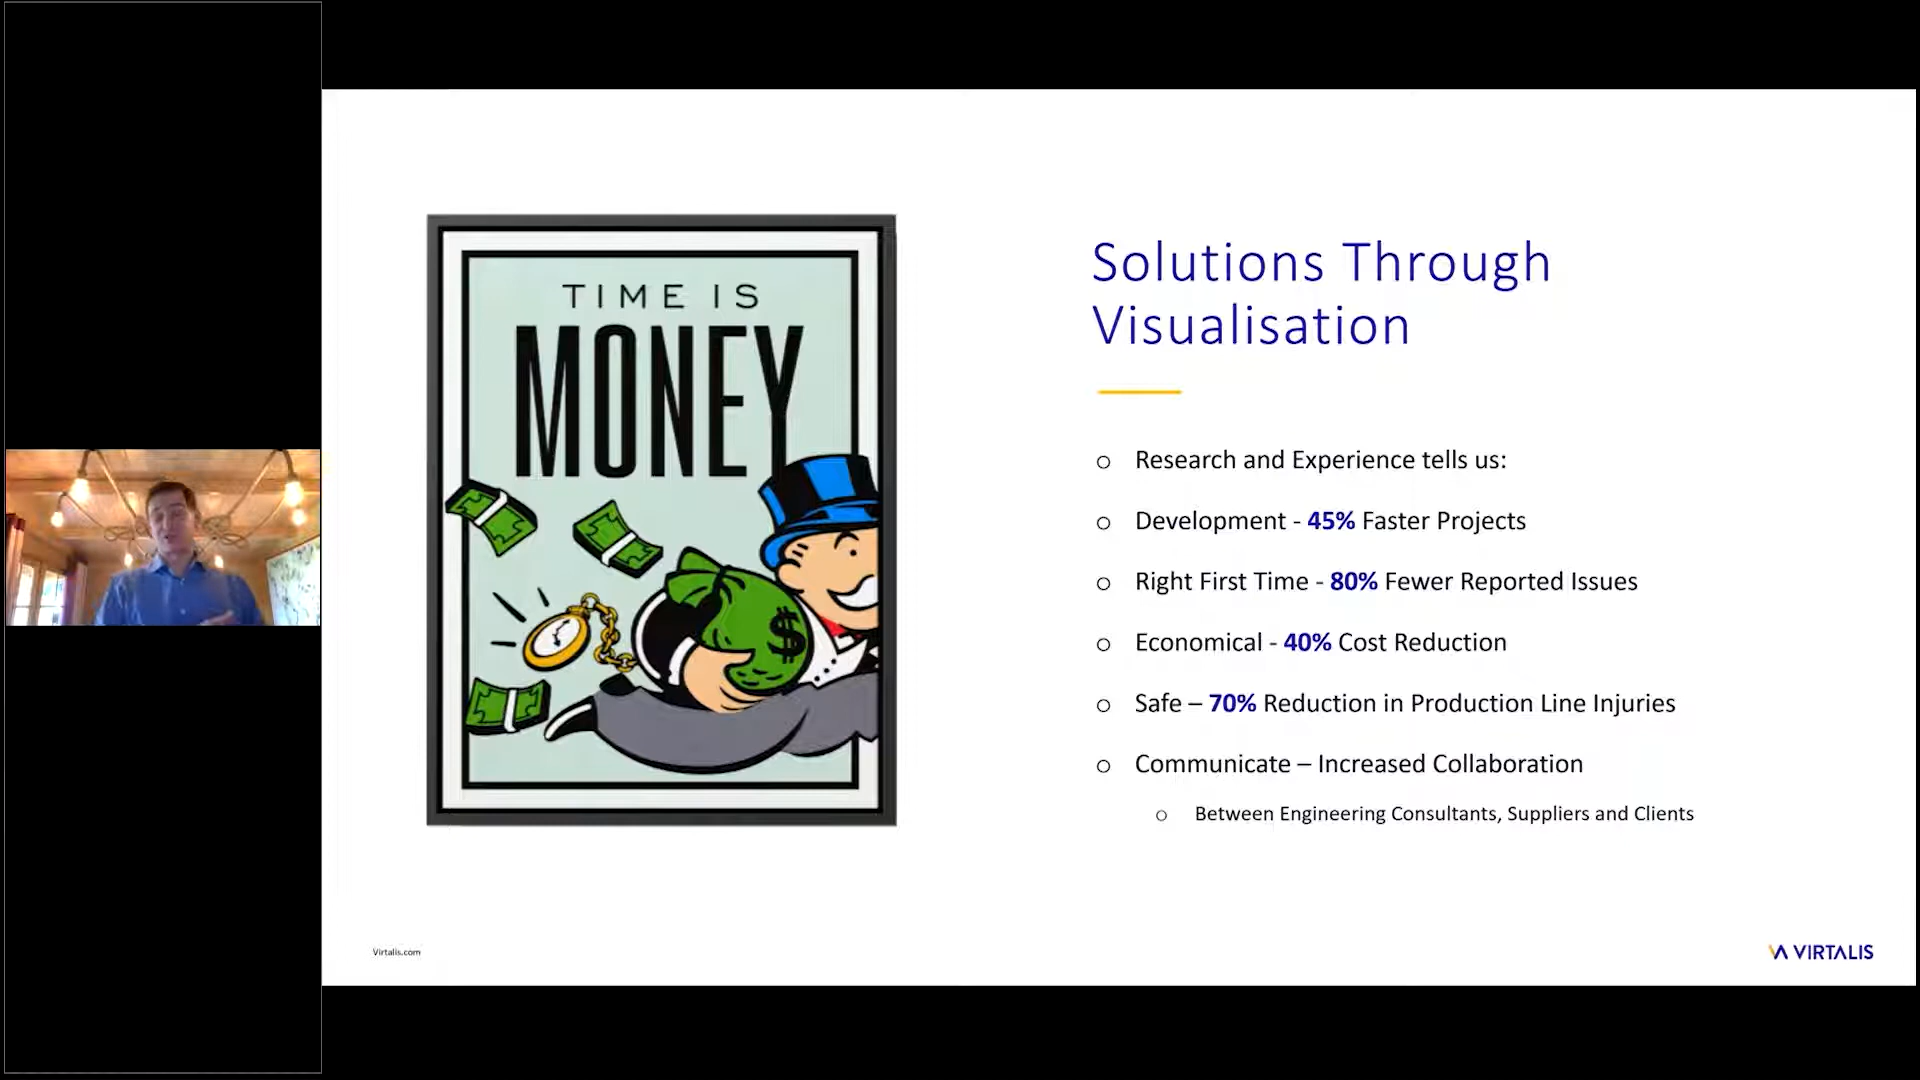 TIME IS
MONEY
$
Solutions Through
Visualisation
Research and Experience tells us:
Development - 45% Faster Projects
Right First Time - 80% Fewer Reported Issues
Economical - 40% Cost Reduction
Safe – 70% Reduction in Production Line Injuries
Communicate – Increased Collaboration
Between Engineering Consultants, Suppliers and Clients
Virtalis.com
VIRTALIS